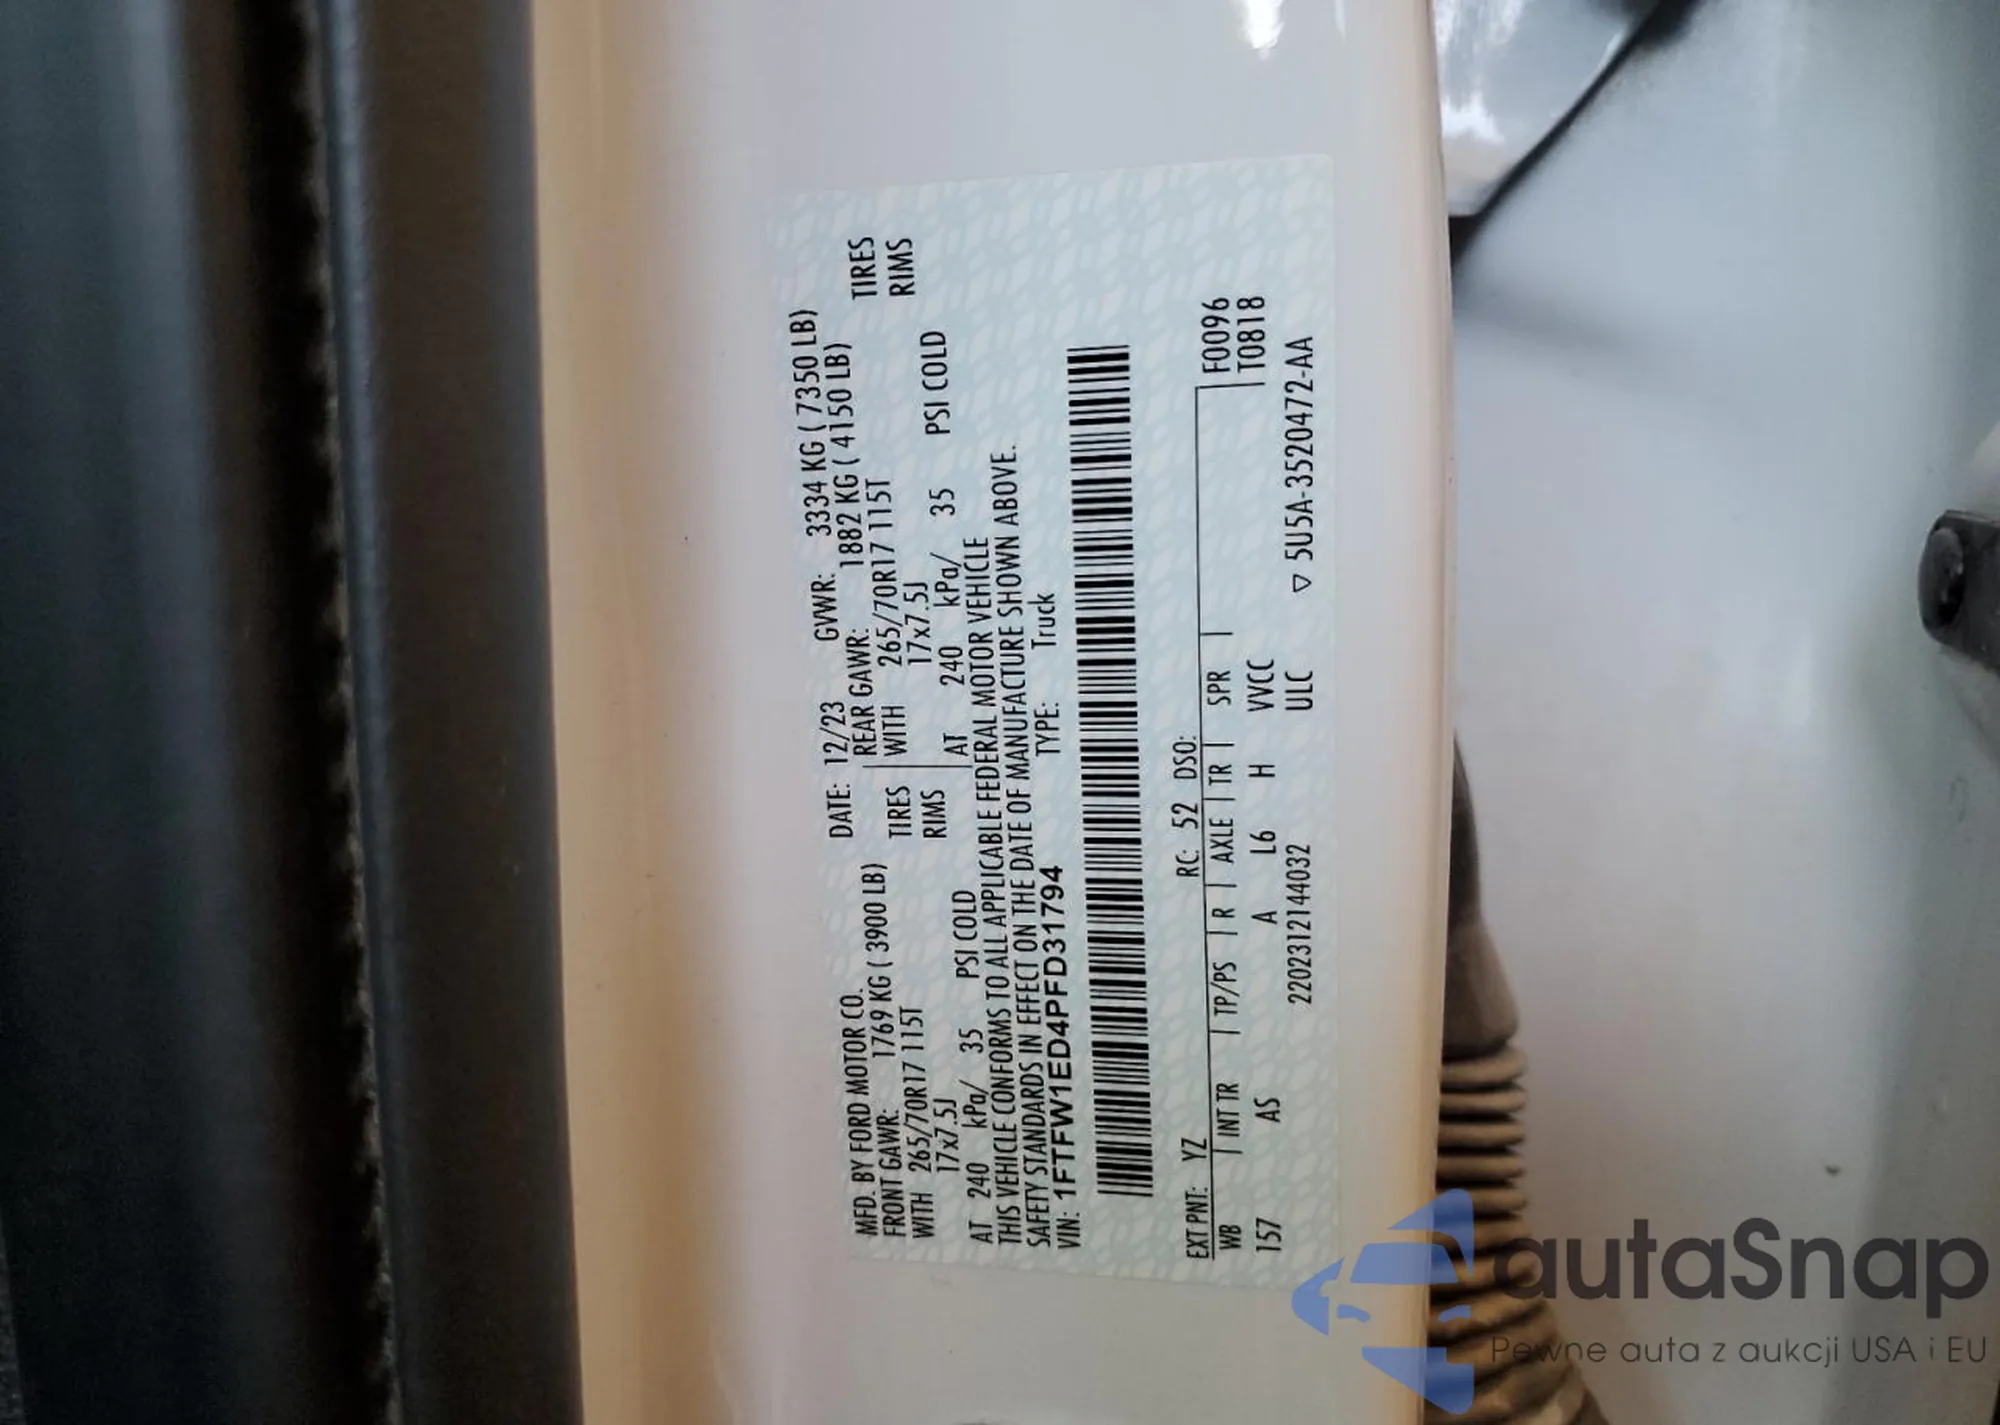 MFD. BY FORD MOTOR CO. DATE: 12/23 GVWR: 3334 KG ( 7350 LB)
FRONT GAWR: 1769 KG ( 3900 LB) REAR GAWR: 1882 KG ( 4150 LB)
WITH 265/70R17 115T TIRES WITH 265/70R17 115T TIRES
17x7.5J RIMS 17x7.5J RIMS
AT 240 kPa/ 35 PSI COLD AT 240 kPa/ 35 PSI COLD
THIS VEHICLE CONFORMS TO ALL APPLICABLE FEDERAL MOTOR VEHICLE
SAFETY STANDARDS IN EFFECT ON THE DATE OF MANUFACTURE SHOWN ABOVE.
VIN: 1FTFW1ED4PFD31794 TYPE: Truck
EXT PNT: YZ RC: 52 DSO:
WB | INT TR | TP/PS | R | AXLE | TR | SPR | F0096
157 AS A L6 H VVCC T0818
220231214 4032 ULC ▽ 5U5A-3520472-AA
autaSnap
Pewne auta z aukcji USA i EU